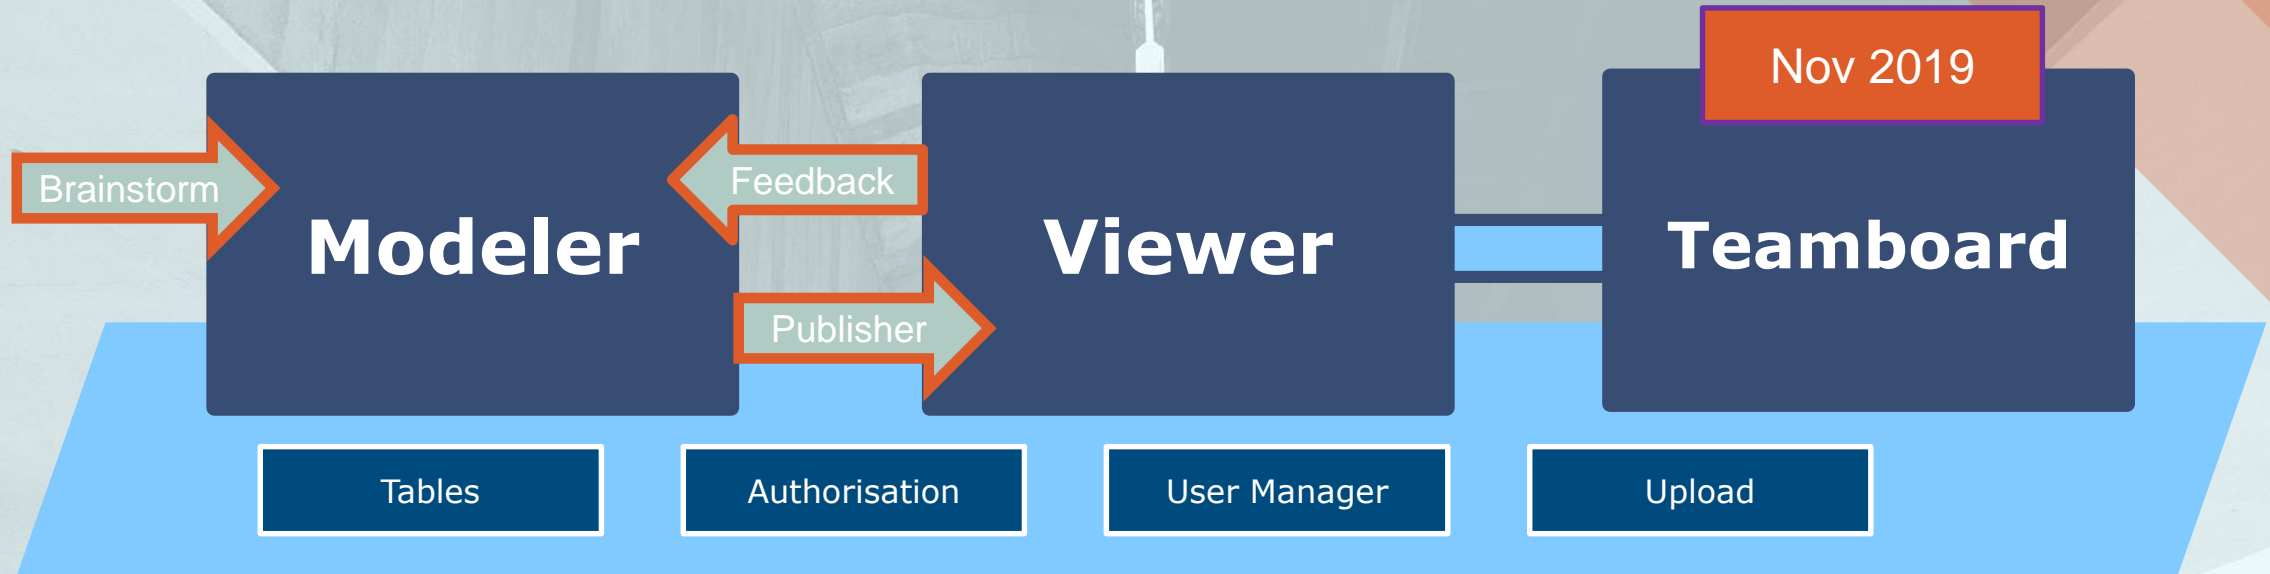 Nov 2019
Brainstorm
Feedback
Modeler
Viewer
Teamboard
Publisher
Tables
Authorisation
User Manager
Upload